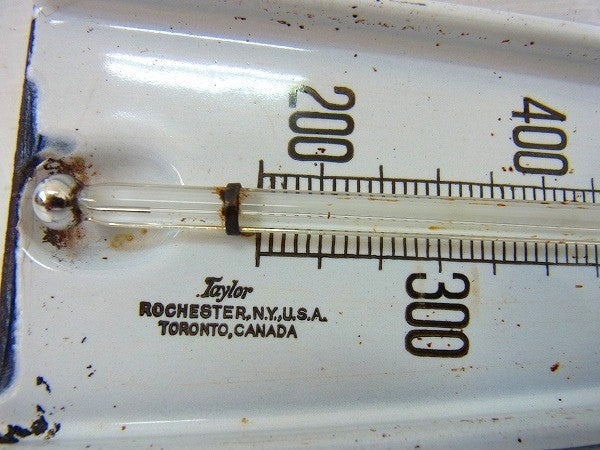 200
400
300
Taylor
ROCHESTER, N.Y., U.S.A.
TORONTO, CANADA